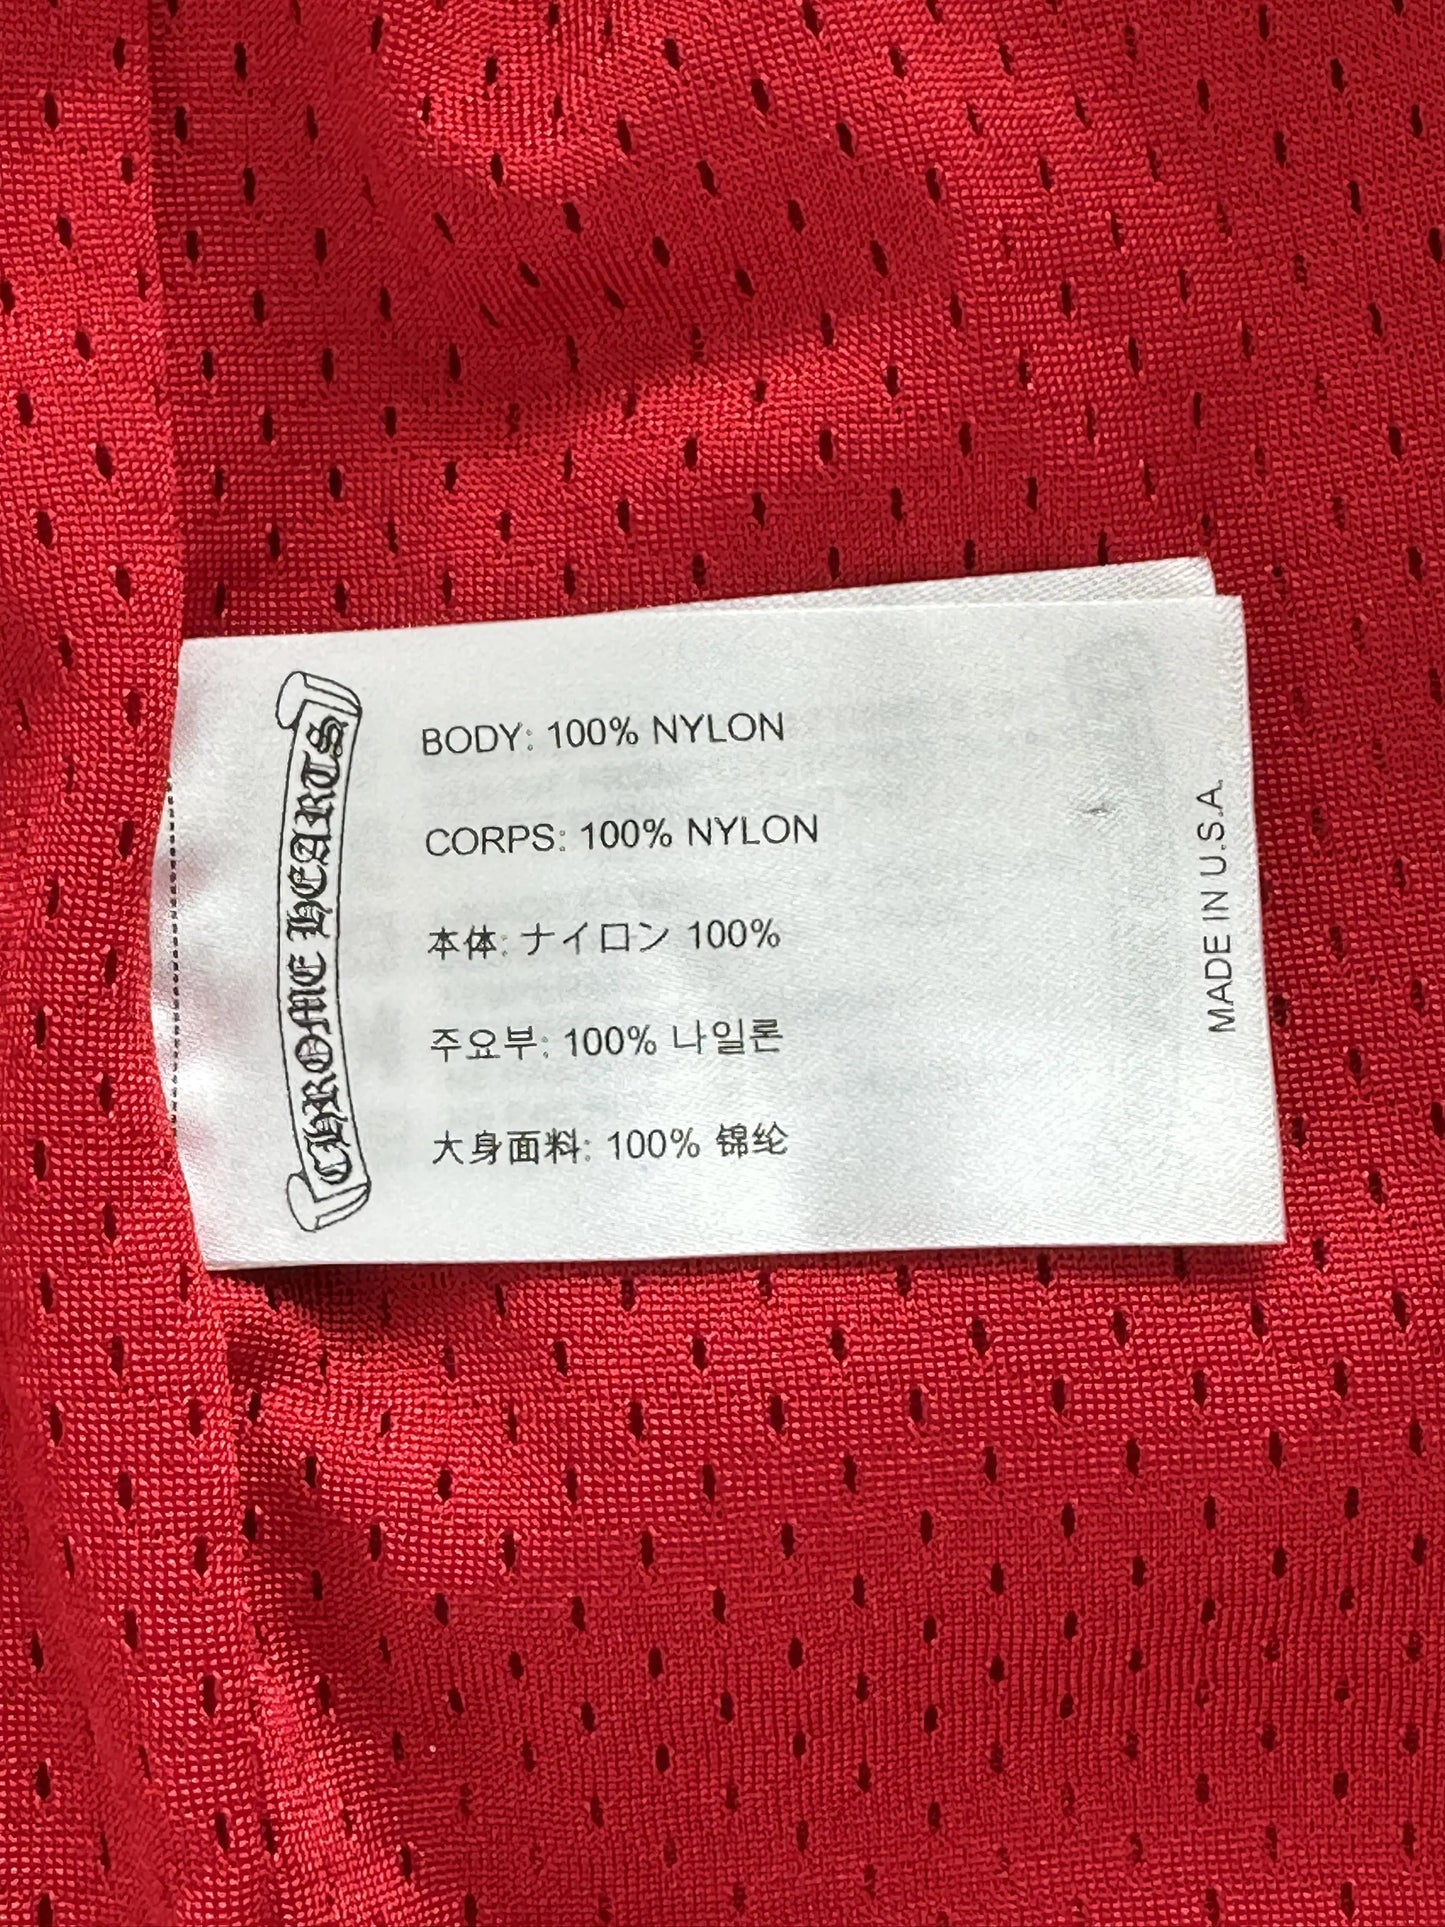 CHROME HEARTS
BODY: 100% NYLON
CORPS: 100% NYLON
本体: ナイロン 100%
주요부: 100% 나일론
大身面料: 100% 锦纶
MADE IN U.S.A.